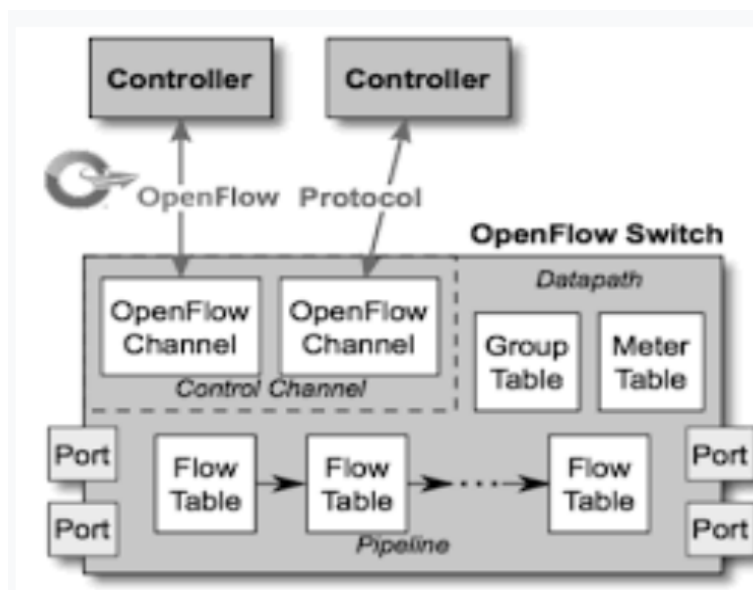 Controller
Controller
OpenFlow Protocol
OpenFlow Switch
Datapath
OpenFlow
Channel
OpenFlow
Channel
Control Channel
Group
Table
Meter
Table
Port
Port
Flow
Table
Flow
Table
...
Flow
Table
Pipeline
Port
Port